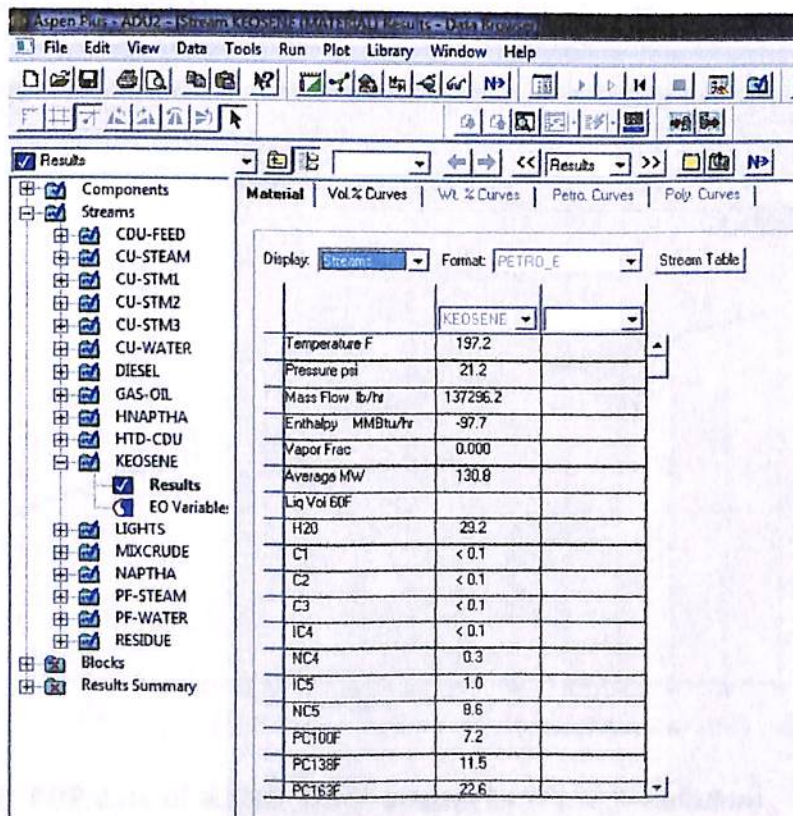 Aspen Plus - ADU2 - [Stream KEOSENE (MATERIAL) Results - Data Browser]
File Edit View Data Tools Run Plot Library Window Help
N>
Results
<< Results >> N>
Components
Streams
CDU-FEED
CU-STEAM
CU-STM1
CU-STM2
CU-STM3
CU-WATER
DIESEL
GAS-OIL
HNAPTHA
HTD-CDU
KEOSENE
Results
EO Variable
LIGHTS
MIXCRUDE
NAPTHA
PF-STEAM
PF-WATER
RESIDUE
Blocks
Results Summary
Material Vol.% Curves Wt. % Curves Petro. Curves Poly. Curves
Display: Streams Format: PETRO_E Stream Table
KEOSENE
Temperature F 197.2
Pressure psi 21.2
Mass Flow lb/hr 137296.2
Enthalpy MMBtu/hr -97.7
Vapor Frac 0.000
Average MW 130.8
Liq Vol 60F
H20 29.2
C1 < 0.1
C2 < 0.1
C3 < 0.1
IC4 < 0.1
NC4 0.3
IC5 1.0
NC5 8.6
PC100F 7.2
PC138F 11.5
PC163F 22.6